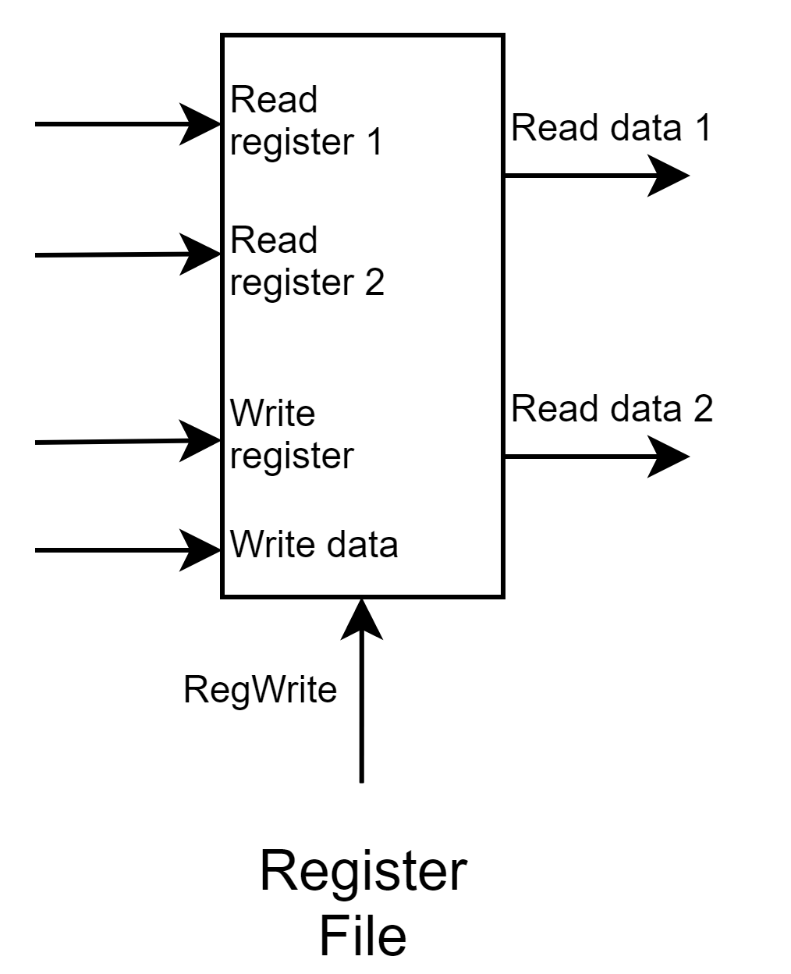 Read
register 1
Read data 1
Read
register 2
Write
register
Read data 2
Write data
RegWrite
Register
File